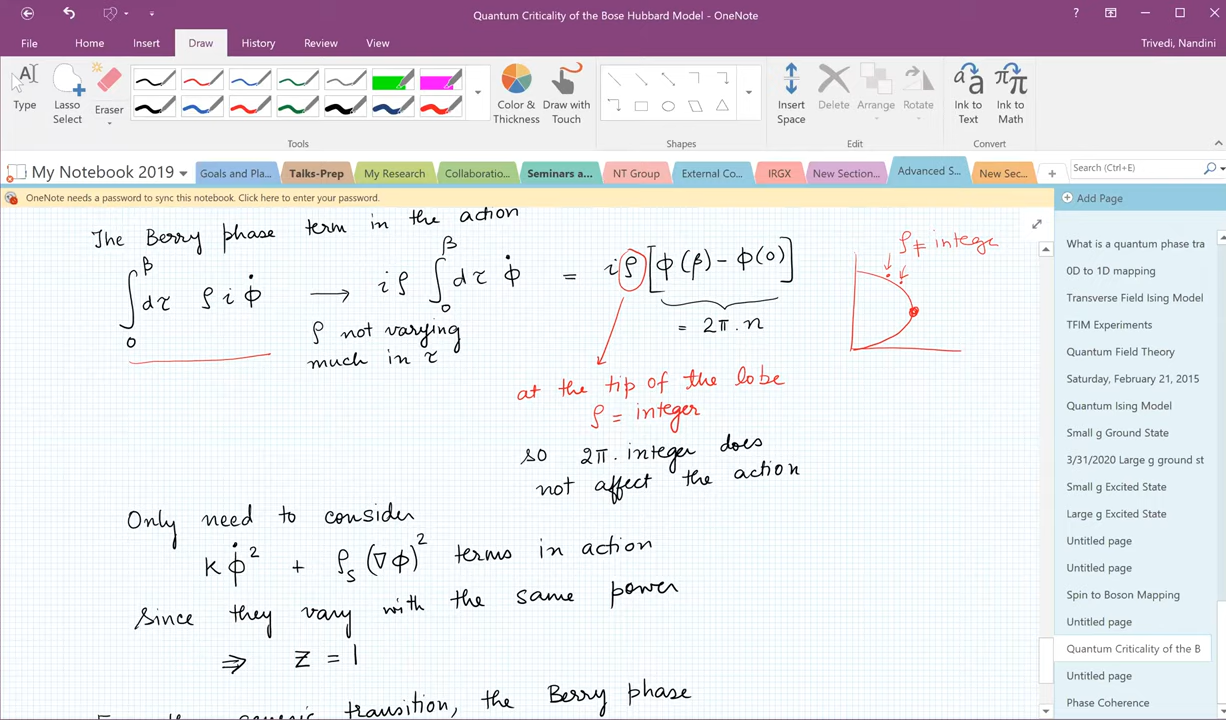 Quantum Criticality of the Bose Hubbard Model - OneNote
Trivedi, Nandini
File Home Insert Draw History Review View
Type
Lasso Select
Eraser
Color & Thickness
Draw with Touch
Insert Space
Delete
Arrange
Rotate
Ink to Text
Ink to Math
Tools
Shapes
Edit
Convert
My Notebook 2019
Goals and Pla...
Talks-Prep
My Research
Collaboratio...
Seminars a...
NT Group
External Co...
IRGX
New Section...
Advanced S...
New Sec...
Search (Ctrl+E)
OneNote needs a password to sync this notebook. Click here to enter your password.
The Berry phase term in the action
∫₀^β dτ ρ i φ̇ → iρ ∫₀^β dτ φ̇ = iρ [φ(β) - φ(0)]
= 2π.n
ρ not varying
much in τ
ρ ≠ intege
at the tip of the lobe
ρ = integer
so 2π. integer does
not affect the action
Only need to consider
κ φ̇² + ρₛ (∇φ)² terms in action
Since they vary with the same power
⇒ z = 1
generic transition, the Berry phase
Add Page
What is a quantum phase tra
0D to 1D mapping
Transverse Field Ising Model
TFIM Experiments
Quantum Field Theory
Saturday, February 21, 2015
Quantum Ising Model
Small g Ground State
3/31/2020 Large g ground st
Small g Excited State
Large g Excited State
Untitled page
Untitled page
Spin to Boson Mapping
Untitled page
Quantum Criticality of the B
Untitled page
Phase Coherence